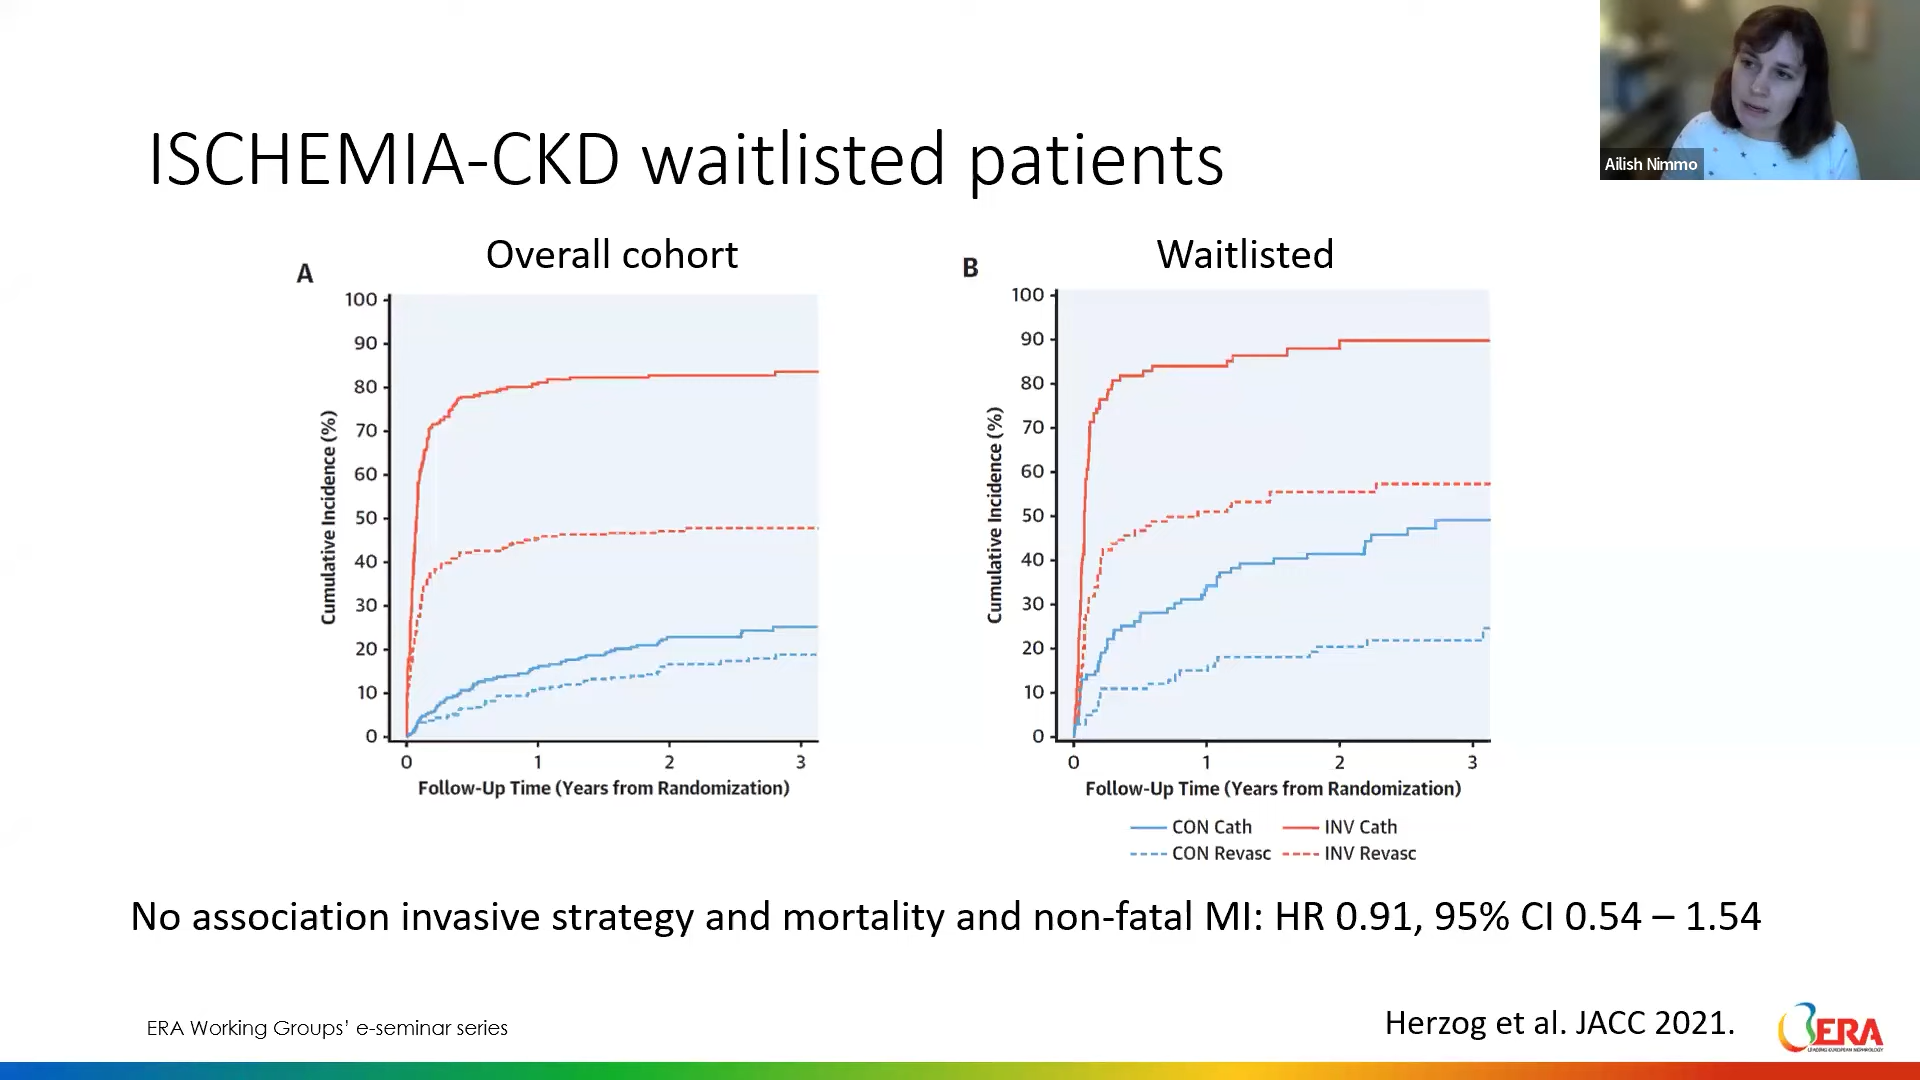 Ailish Nimmo
ISCHEMIA-CKD waitlisted patients
Overall cohort
A
100
90
80
70
60
50
40
30
20
10
0
Cumulative Incidence (%)
0 1 2 3
Follow-Up Time (Years from Randomization)
Waitlisted
B
100
90
80
70
60
50
40
30
20
10
0
Cumulative Incidence (%)
0 1 2 3
Follow-Up Time (Years from Randomization)
CON Cath INV Cath
CON Revasc INV Revasc
No association invasive strategy and mortality and non-fatal MI: HR 0.91, 95% CI 0.54 – 1.54
ERA Working Groups’ e-seminar series
Herzog et al. JACC 2021.
ERA
LEADING EUROPEAN NEPHROLOGY